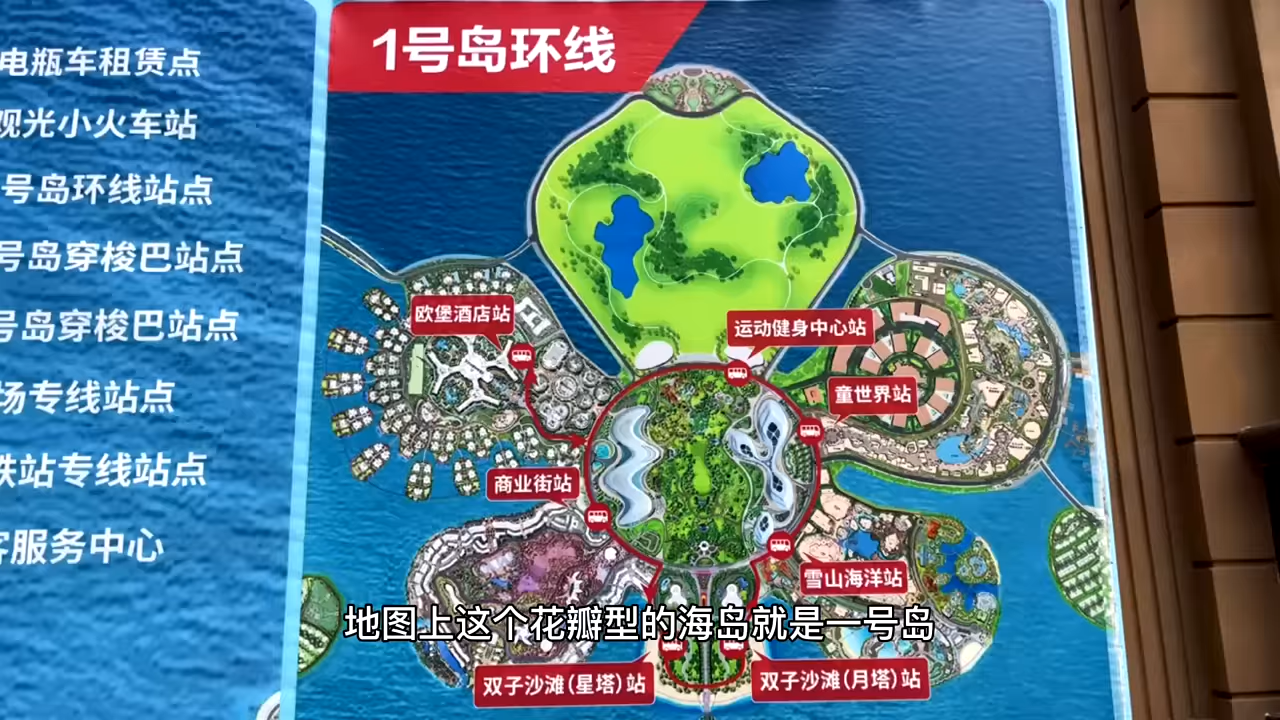 电瓶车租赁点
观光小火车站
号岛环线站点
号岛穿梭巴站点
号岛穿梭巴站点
场专线站点
铁站专线站点
客服务中心
1号岛环线
欧堡酒店站
运动健身中心站
童世界站
商业街站
雪山海洋站
双子沙滩(星塔)站
双子沙滩(月塔)站
地图上这个花瓣型的海岛就是一号岛